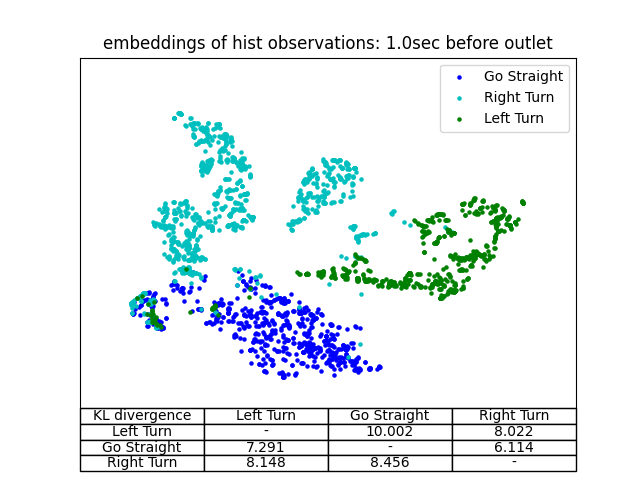 embeddings of hist observations: 1.0sec before outlet
Go Straight
Right Turn
Left Turn
KL divergence Left Turn Go Straight Right Turn
Left Turn - 10.002 8.022
Go Straight 7.291 - 6.114
Right Turn 8.148 8.456 -